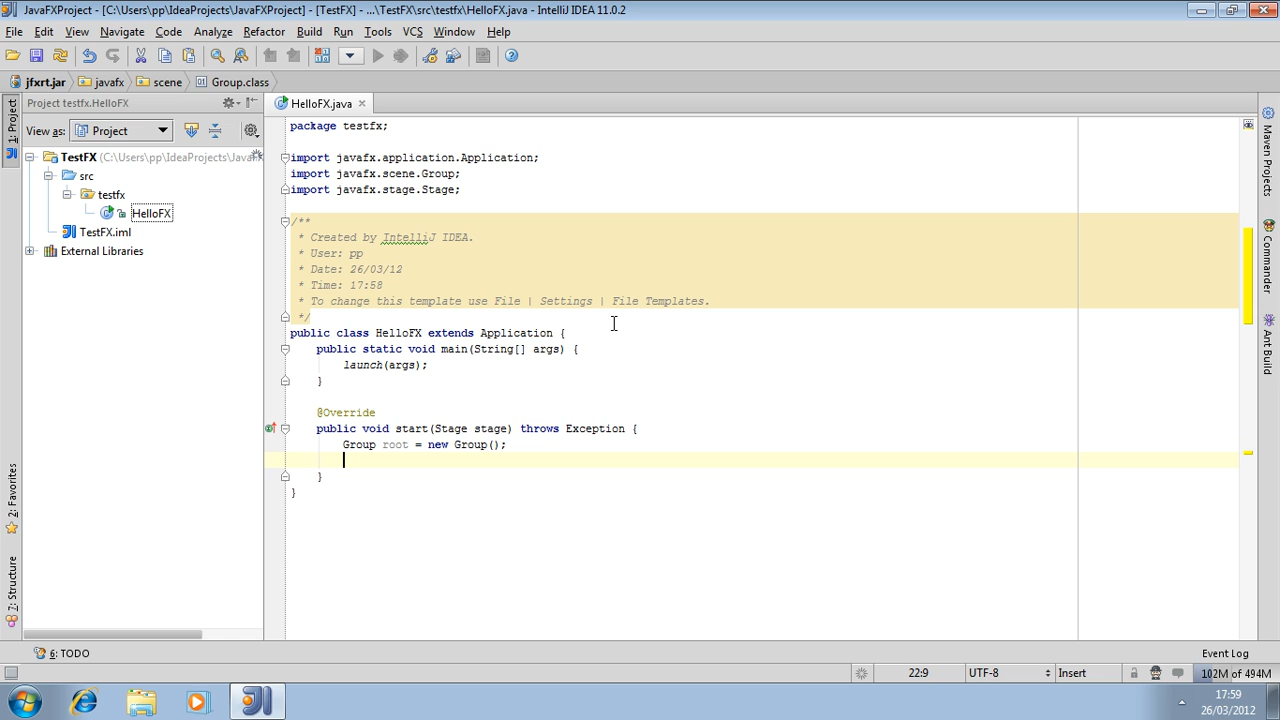 JavaFXProject - [C:\Users\pp\IdeaProjects\JavaFXProject] - [TestFX] - ...\TestFX\src\testfx\HelloFX.java - IntelliJ IDEA 11.0.2
File Edit View Navigate Code Analyze Refactor Build Run Tools VCS Window Help
jfxrt.jar javafx scene Group.class
Project testfx.HelloFX
HelloFX.java
View as: Project
TestFX (C:\Users\pp\IdeaProjects\Java
src
testfx
HelloFX
TestFX.iml
External Libraries
1: Project
2: Favorites
7: Structure
package testfx;
import javafx.application.Application;
import javafx.scene.Group;
import javafx.stage.Stage;
/**
* Created by IntelliJ IDEA.
* User: pp
* Date: 26/03/12
* Time: 17:58
* To change this template use File | Settings | File Templates.
*/
public class HelloFX extends Application {
public static void main(String[] args) {
launch(args);
}
@Override
public void start(Stage stage) throws Exception {
Group root = new Group();
}
}
Maven Projects
Commander
Ant Build
6: TODO
Event Log
22:9 UTF-8 Insert 102M of 494M
17:59
26/03/2012